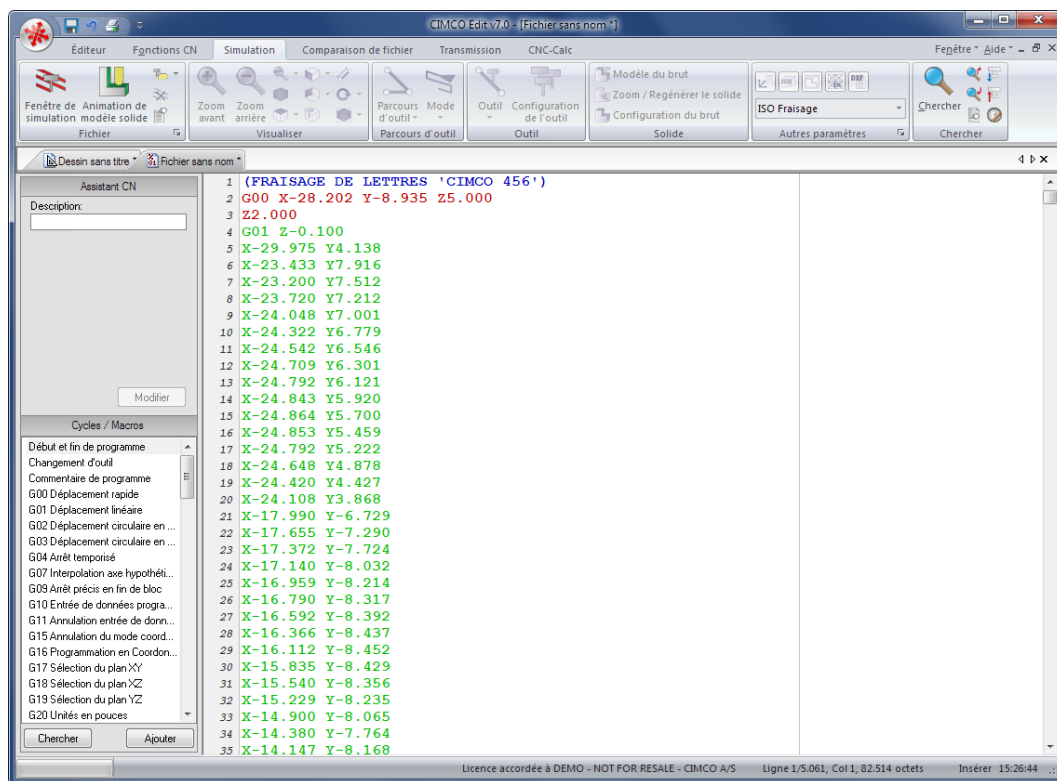 CIMCO Edit v7.0 - [Fichier sans nom *]
Éditeur Fonctions CN Simulation Comparaison de fichier Transmission CNC-Calc Fenêtre Aide
Fenêtre de simulation
Animation de modèle solide
Fichier
Zoom avant
Zoom arrière
Visualiser
Parcours d'outil
Mode
Parcours d'outil
Outil
Configuration de l'outil
Outil
Modèle du brut
Zoom / Regénérer le solide
Configuration du brut
Solide
DXF
ISO Fraisage
Autres paramètres
Chercher
Chercher
Dessin sans titre * Fichier sans nom *
Assistant CN
Description:
Modifier
Cycles / Macros
Début et fin de programme
Changement d'outil
Commentaire de programme
G00 Déplacement rapide
G01 Déplacement linéaire
G02 Déplacement circulaire en ...
G03 Déplacement circulaire en ...
G04 Arrêt temporisé
G07 Interpolation axe hypothéti...
G09 Arrêt précis en fin de bloc
G10 Entrée de données progra...
G11 Annulation entrée de donn...
G15 Annulation du mode coord...
G16 Programmation en Coordon...
G17 Sélection du plan XY
G18 Sélection du plan XZ
G19 Sélection du plan YZ
G20 Unités en pouces
Chercher Ajouter
1 (FRAISAGE DE LETTRES 'CIMCO 456')
2 G00 X-28.202 Y-8.935 Z5.000
3 Z2.000
4 G01 Z-0.100
5 X-29.975 Y4.138
6 X-23.433 Y7.916
7 X-23.200 Y7.512
8 X-23.720 Y7.212
9 X-24.048 Y7.001
10 X-24.322 Y6.779
11 X-24.542 Y6.546
12 X-24.709 Y6.301
13 X-24.792 Y6.121
14 X-24.843 Y5.920
15 X-24.864 Y5.700
16 X-24.853 Y5.459
17 X-24.792 Y5.222
18 X-24.648 Y4.878
19 X-24.420 Y4.427
20 X-24.108 Y3.868
21 X-17.990 Y-6.729
22 X-17.655 Y-7.290
23 X-17.372 Y-7.724
24 X-17.140 Y-8.032
25 X-16.959 Y-8.214
26 X-16.790 Y-8.317
27 X-16.592 Y-8.392
28 X-16.366 Y-8.437
29 X-16.112 Y-8.452
30 X-15.835 Y-8.429
31 X-15.540 Y-8.356
32 X-15.229 Y-8.235
33 X-14.900 Y-8.065
34 X-14.380 Y-7.764
35 X-14.147 Y-8.168
Licence accordée à DEMO - NOT FOR RESALE - CIMCO A/S Ligne 1/5.061, Col 1, 82.514 octets Insérer 15:26:44